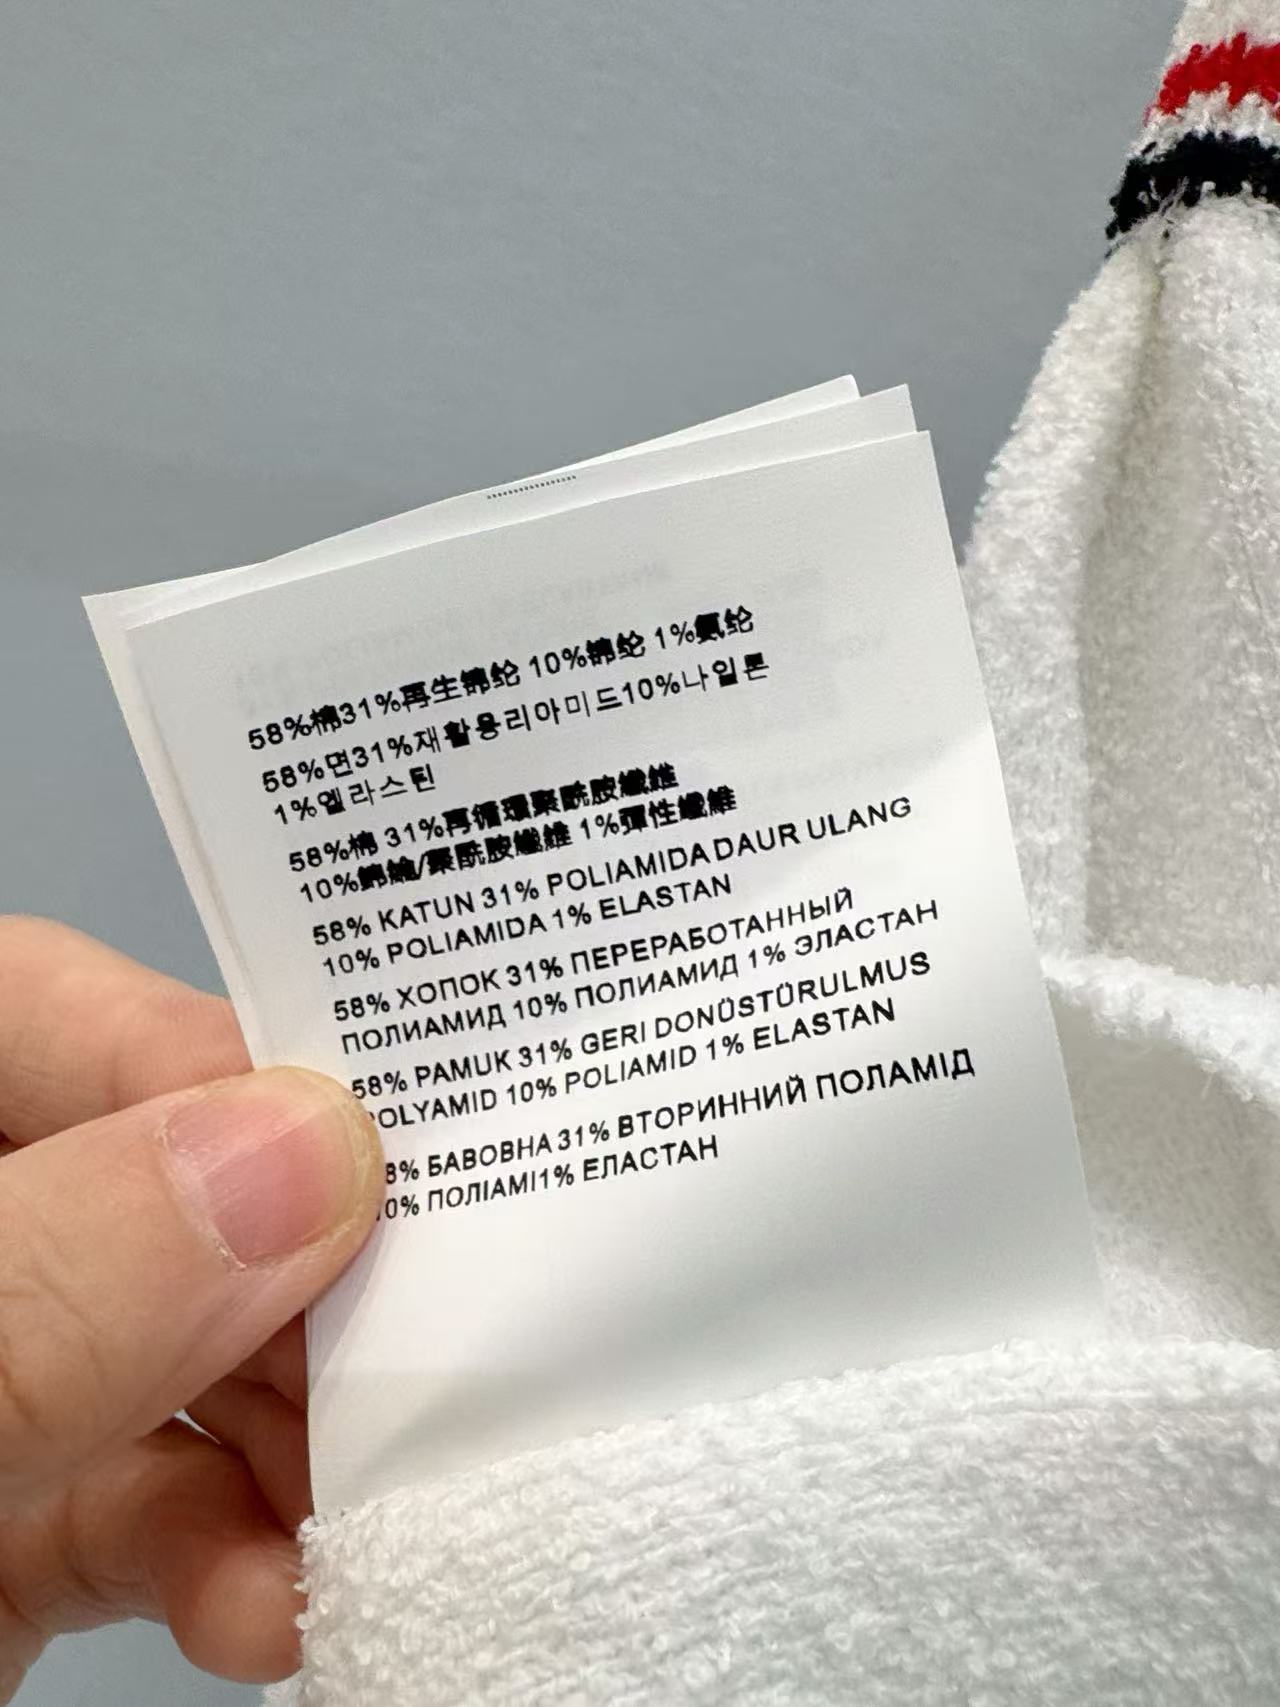 58%棉31%再生锦纶 10%锦纶 1%氨纶
58%면31%재활용리아미드10%나일론
1%엘라스틴
58%棉 31%再循環聚酰胺纖維
10%錦綸/聚酰胺纖維 1%彈性纖維
58% KATUN 31% POLIAMIDA DAUR ULANG
10% POLIAMIDA 1% ELASTAN
58% ХОПОК 31% ПЕРЕРАБОТАННЫЙ
ПОЛИАМИД 10% ПОЛИАМИД 1% ЭЛАСТАН
58% PAMUK 31% GERI DONÜSTÜRULMUS
POLYAMID 10% POLIAMID 1% ELASTAN
8% БАВОВНА 31% ВТОРИННИЙ ПОЛАМІД
10% ПОЛІАМІ1% ЕЛАСТАН